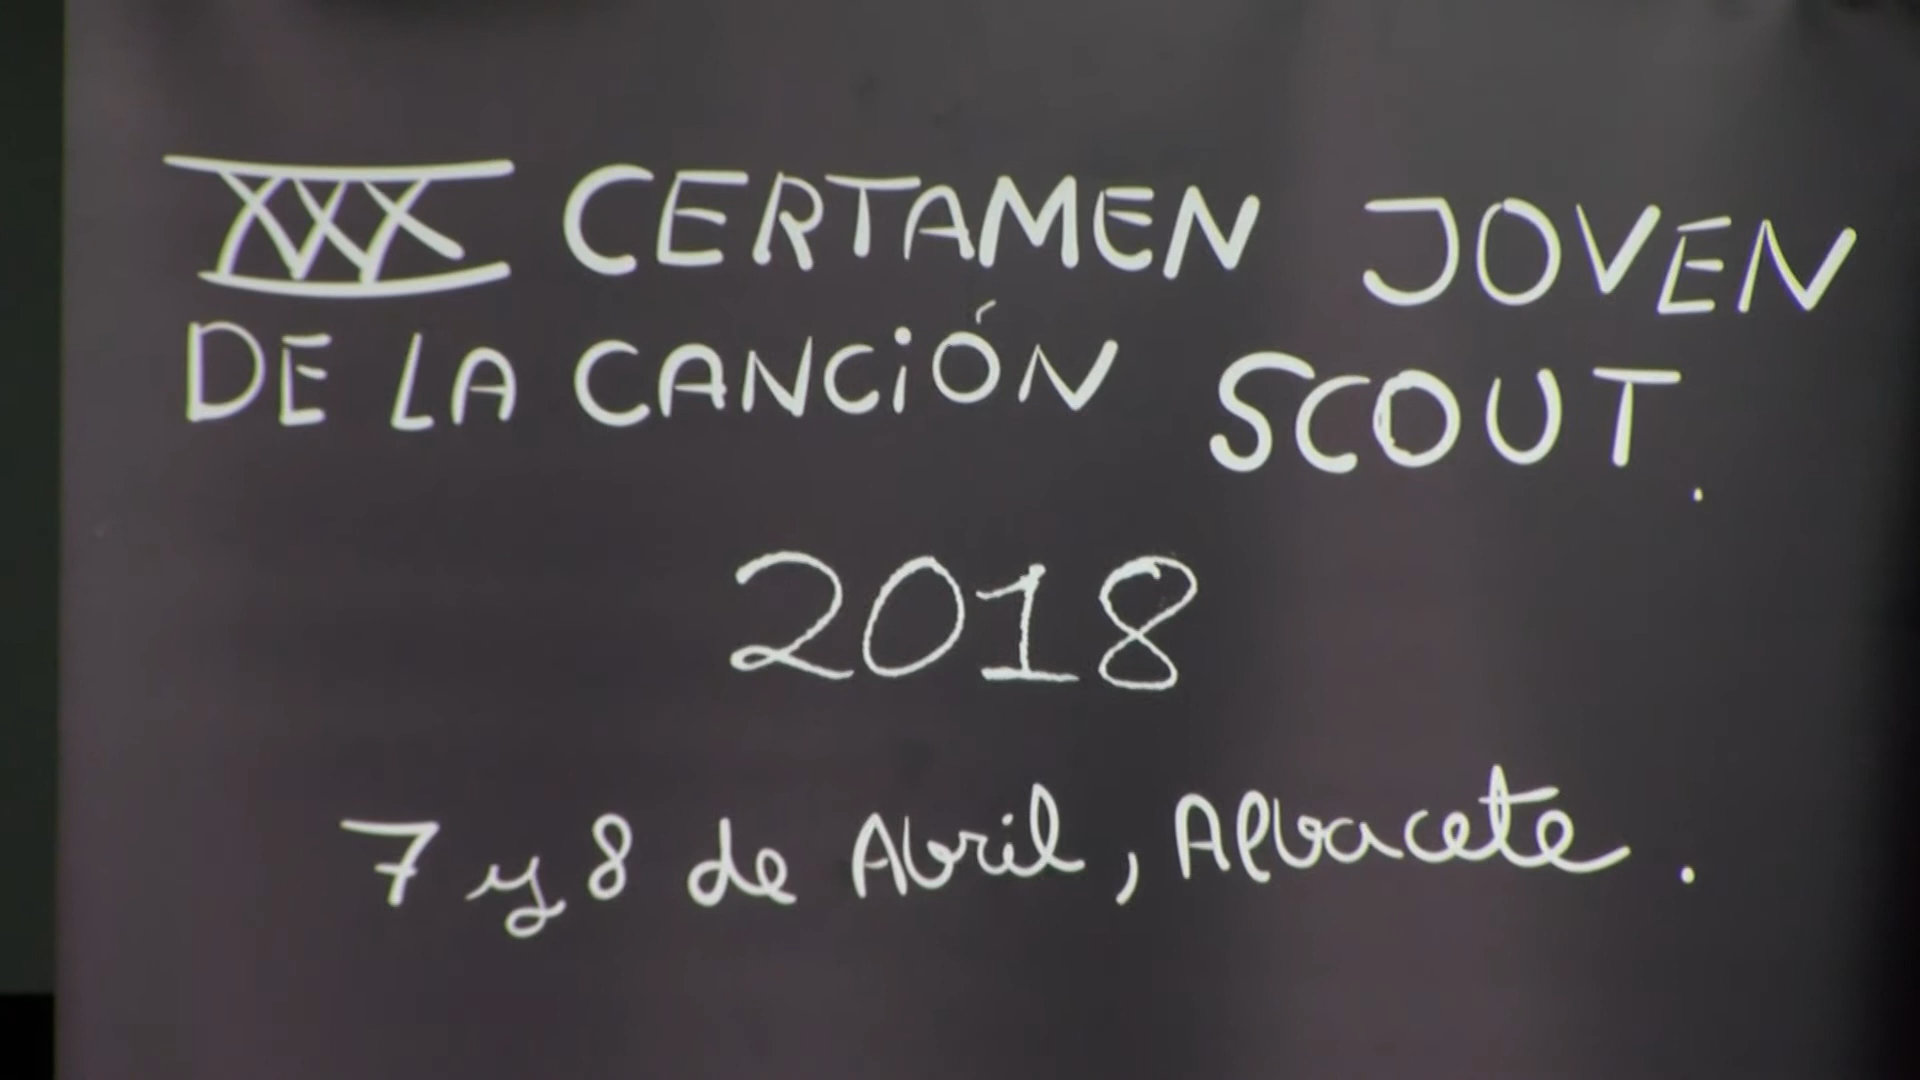 XXX CERTAMEN JOVEN
DE LA CANCIÓN SCOUT.
2018
7 y 8 de Abril, Albacete.